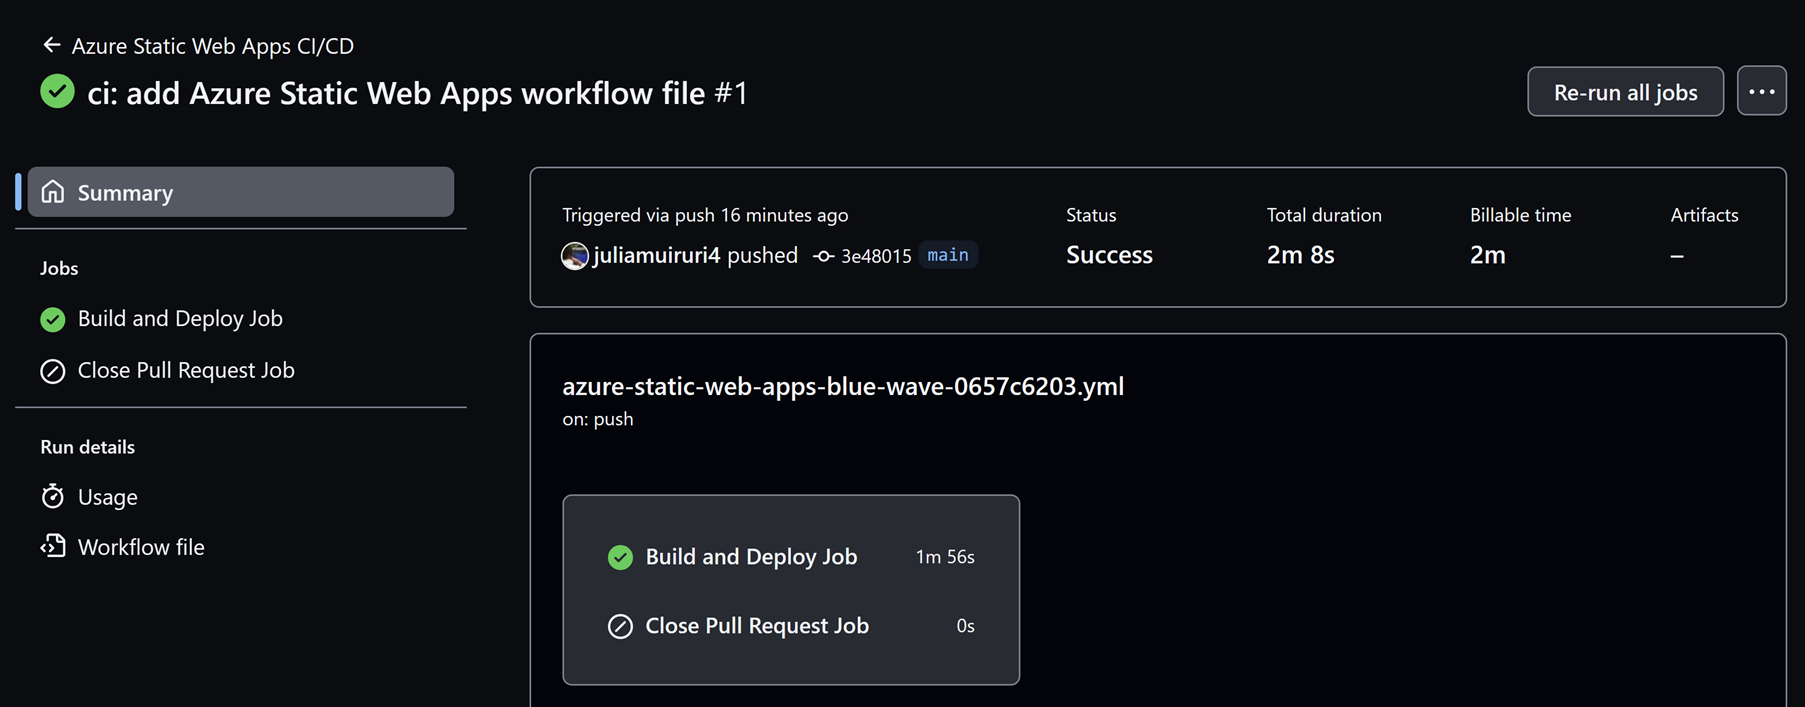 Azure Static Web Apps CI/CD
ci: add Azure Static Web Apps workflow file #1
Re-run all jobs
Summary
Jobs
Build and Deploy Job
Close Pull Request Job
Run details
Usage
Workflow file
Triggered via push 16 minutes ago
juliamuiruri4 pushed 3e48015 main
Status
Success
Total duration
2m 8s
Billable time
2m
Artifacts
–
azure-static-web-apps-blue-wave-0657c6203.yml
on: push
Build and Deploy Job 1m 56s
Close Pull Request Job 0s